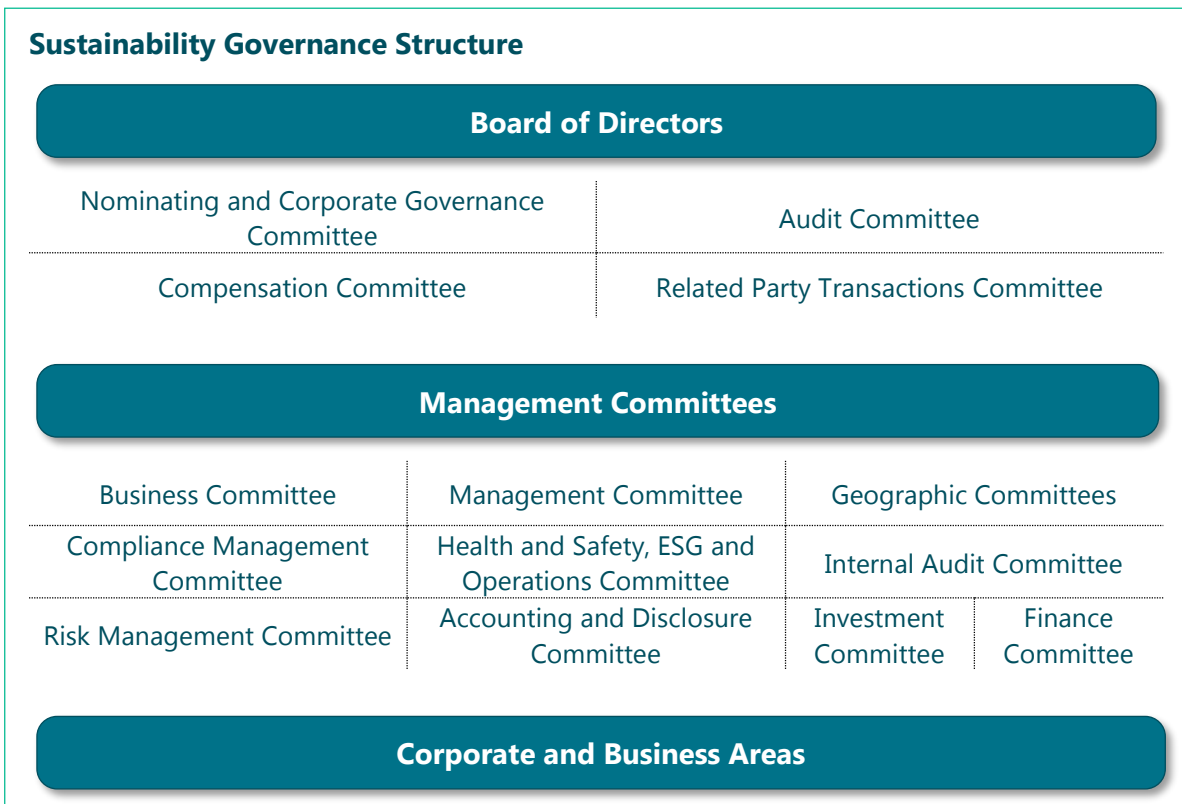 Sustainability Governance Structure
Board of Directors
Nominating and Corporate Governance
Committee
Audit Committee
Compensation Committee
Related Party Transactions Committee
Management Committees
Business Committee
Management Committee
Geographic Committees
Compliance Management
Committee
Health and Safety, ESG and
Operations Committee
Internal Audit Committee
Risk Management Committee
Accounting and Disclosure
Committee
Investment
Committee
Finance
Committee
Corporate and Business Areas